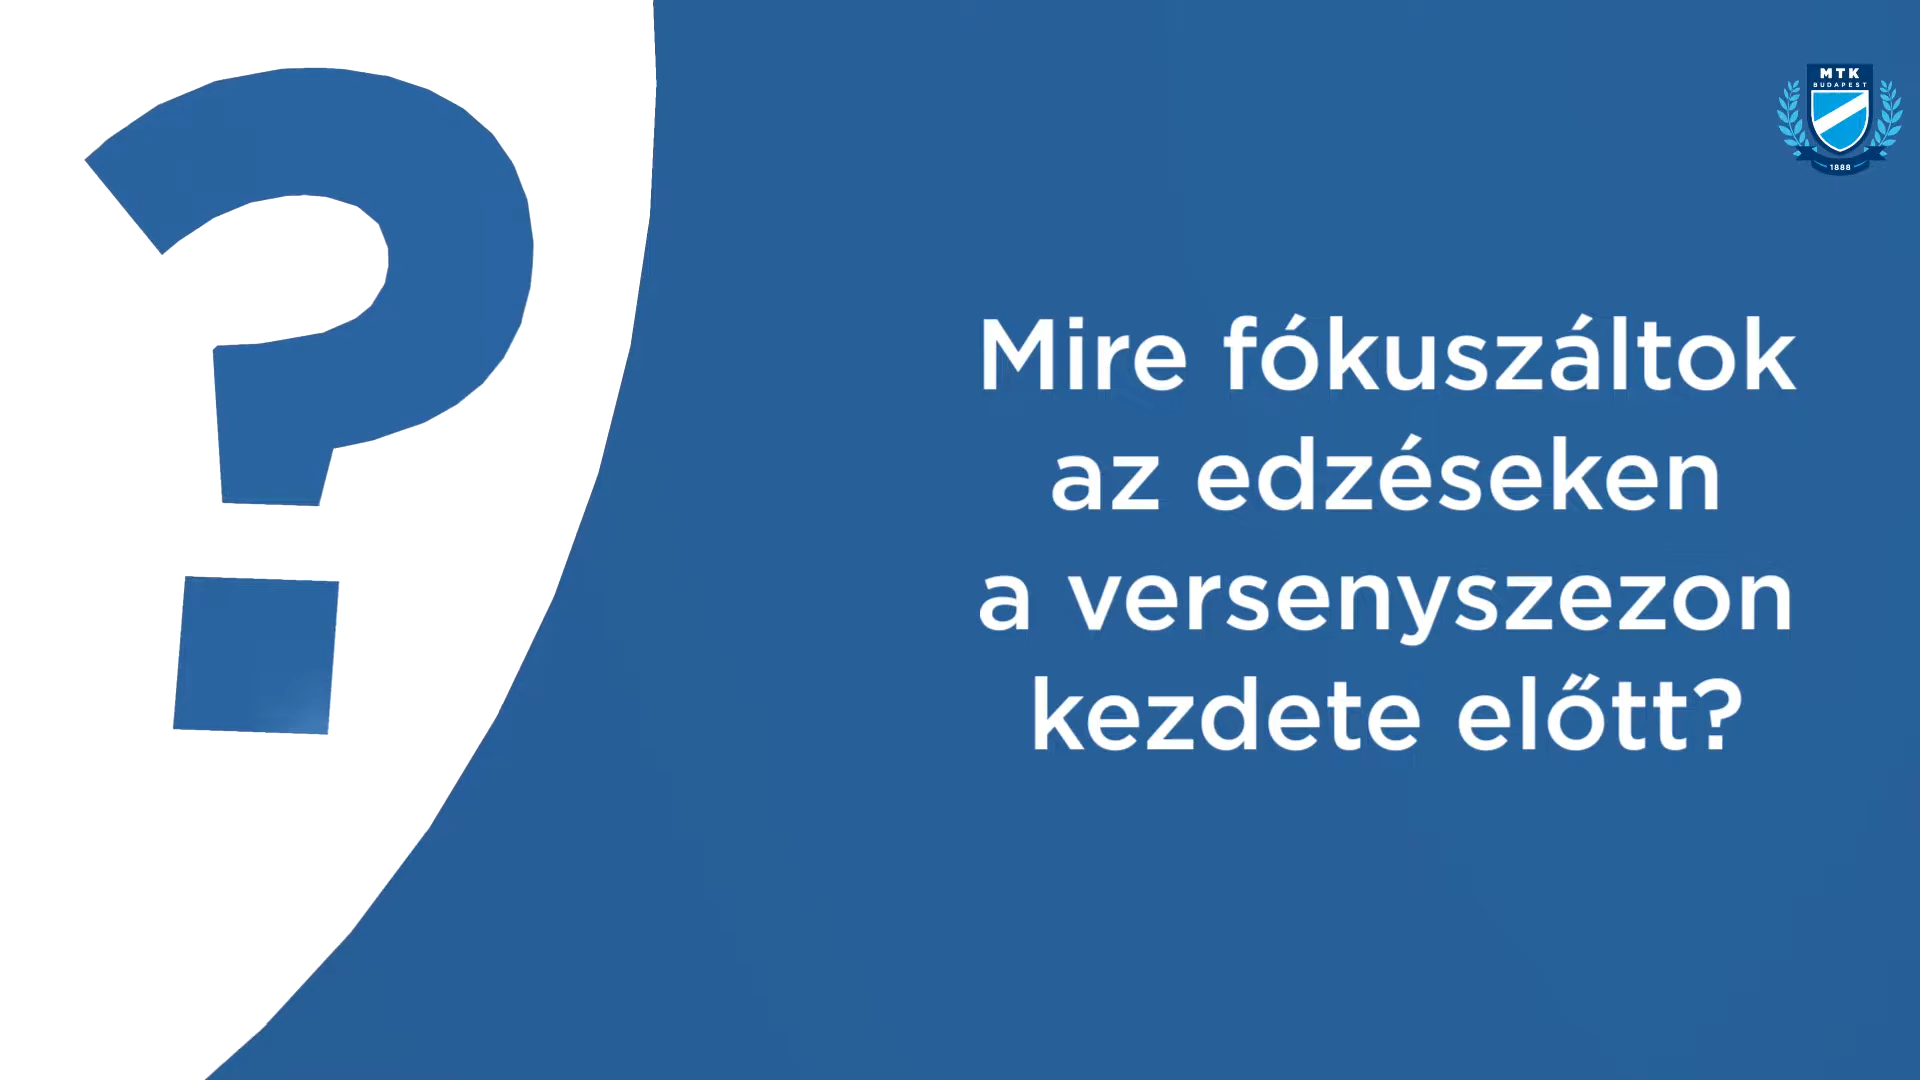 MTK
BUDAPEST
1888
Mire fókuszáltok
az edzéseken
a versenyszezon
kezdete előtt?